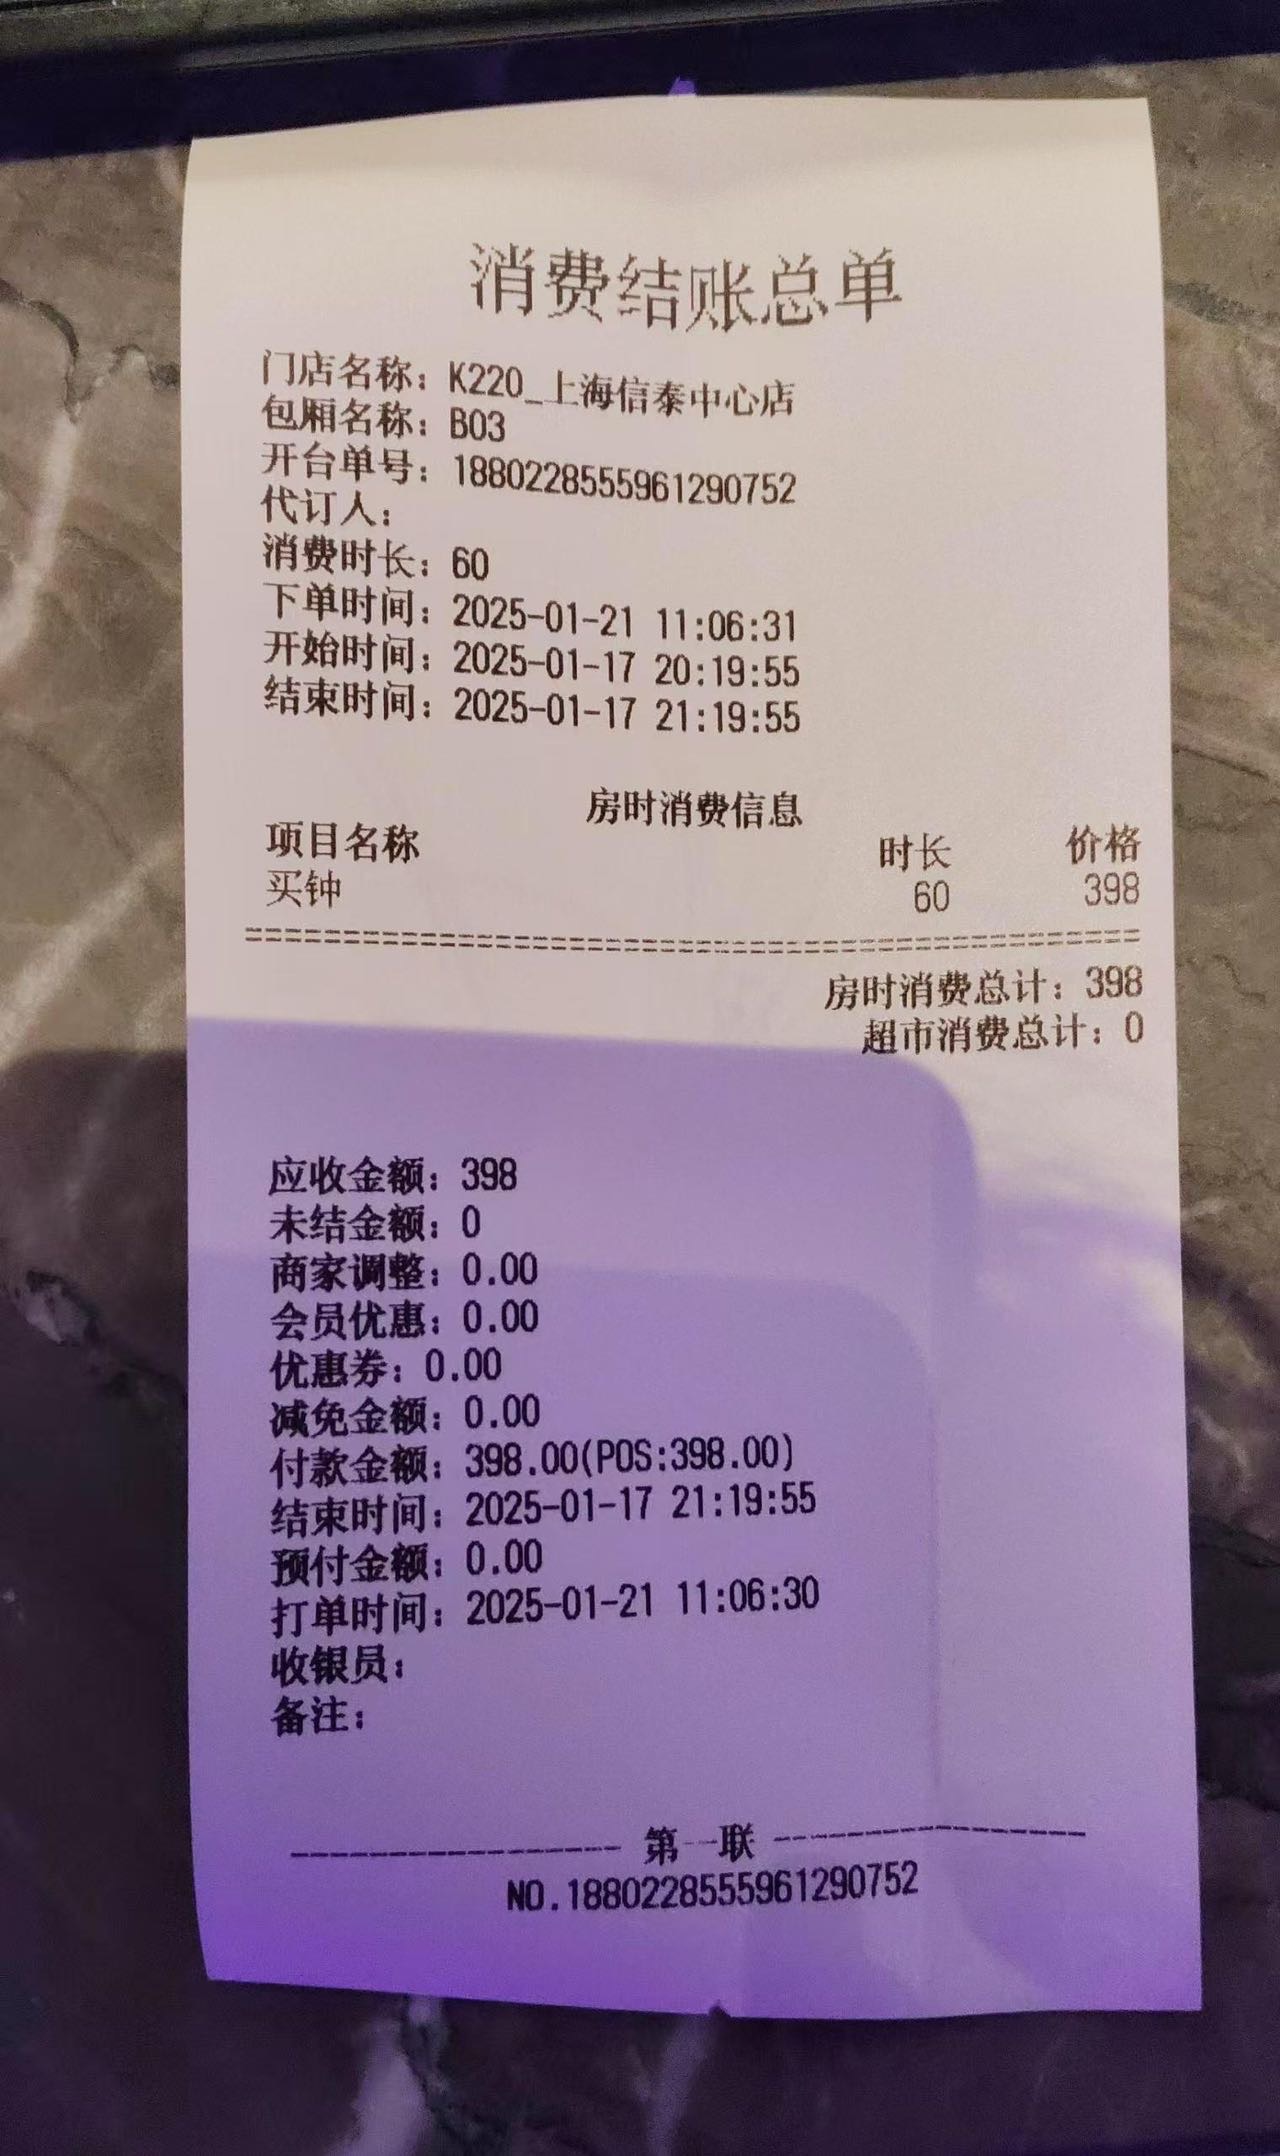 消费结账总单
门店名称：K220_上海信泰中心店
包厢名称：B03
开台单号：1880228555961290752
代订人：
消费时长：60
下单时间：2025-01-21 11:06:31
开始时间：2025-01-17 20:19:55
结束时间：2025-01-17 21:19:55
房时消费信息
项目名称 时长 价格
买钟 60 398
房时消费总计：398
超市消费总计：0
应收金额：398
未结金额：0
商家调整：0.00
会员优惠：0.00
优惠券：0.00
减免金额：0.00
付款金额：398.00(POS:398.00)
结束时间：2025-01-17 21:19:55
预付金额：0.00
打单时间：2025-01-21 11:06:30
收银员：
备注：
第一联
NO.1880228555961290752